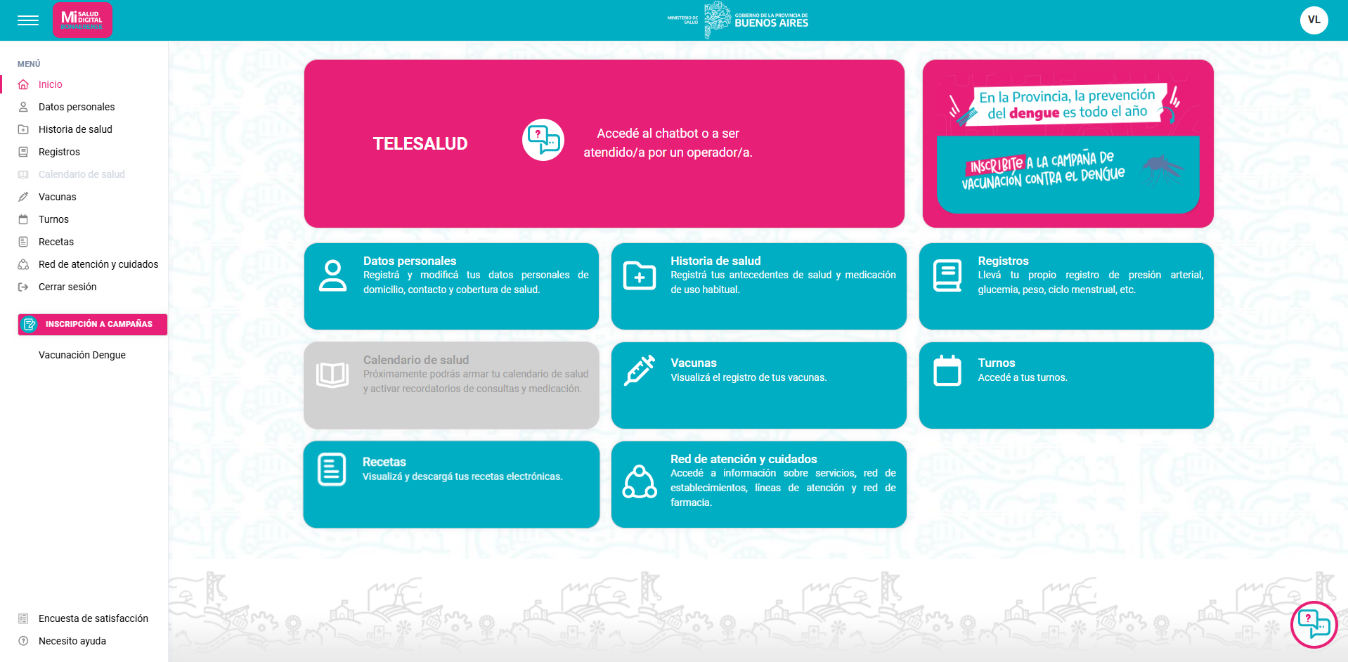 Mi SALUD
DIGITAL
BONAERENSE
MINISTERIO DE
SALUD
GOBIERNO DE LA PROVINCIA DE
BUENOS AIRES
VL
MENÚ
Inicio
Datos personales
Historia de salud
Registros
Calendario de salud
Vacunas
Turnos
Recetas
Red de atención y cuidados
Cerrar sesión
INSCRIPCIÓN A CAMPAÑAS
Vacunación Dengue
Encuesta de satisfacción
Necesito ayuda
TELESALUD
Accedé al chatbot o a ser
atendido/a por un operador/a.
En la Provincia, la prevención
del dengue es todo el año
INSCRIBITE A LA CAMPAÑA DE
VACUNACIÓN CONTRA EL DENGUE
Datos personales
Registrá y modificá tus datos personales de
domicilio, contacto y cobertura de salud.
Historia de salud
Registrá tus antecedentes de salud y medicación
de uso habitual.
Registros
Llevá tu propio registro de presión arterial,
glucemia, peso, ciclo menstrual, etc.
Calendario de salud
Próximamente podrás armar tu calendario de salud
y activar recordatorios de consultas y medicación.
Vacunas
Visualizá el registro de tus vacunas.
Turnos
Accedé a tus turnos.
Recetas
Visualizá y descargá tus recetas electrónicas.
Red de atención y cuidados
Accedé a información sobre servicios, red de
establecimientos, líneas de atención y red de
farmacia.